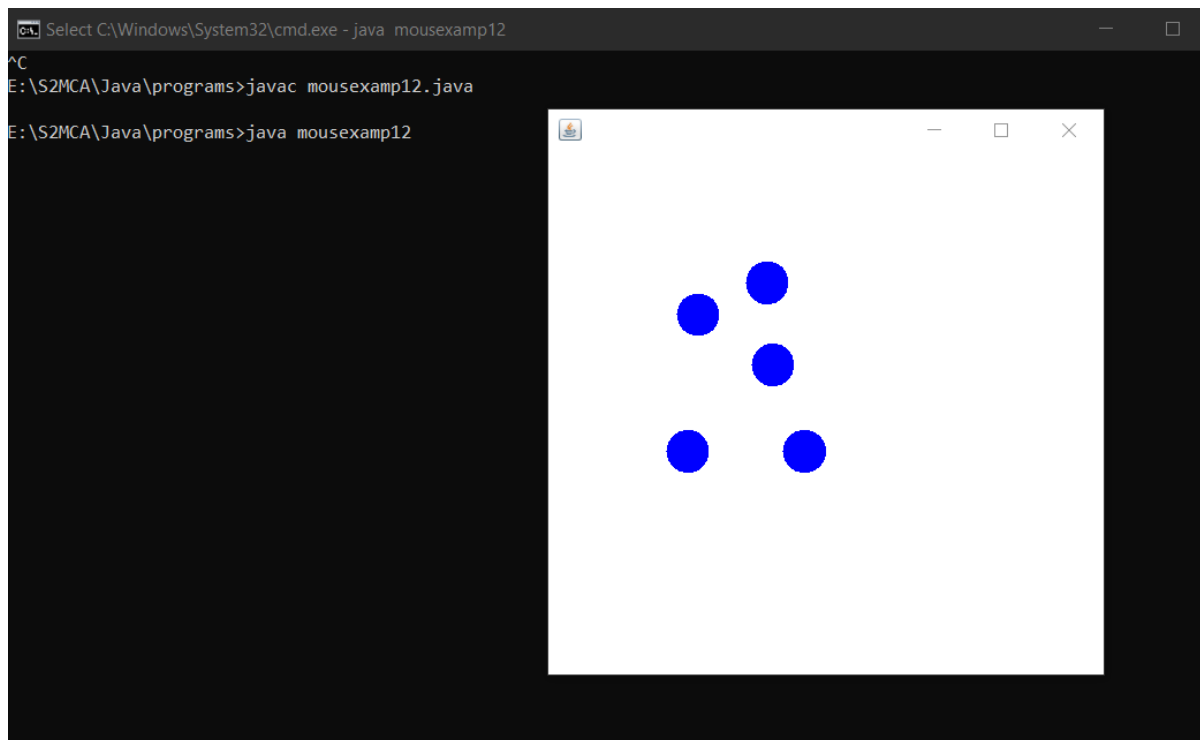 Select C:\Windows\System32\cmd.exe - java  mousexamp12
^C
E:\S2MCA\Java\programs>javac mousexamp12.java
E:\S2MCA\Java\programs>java mousexamp12